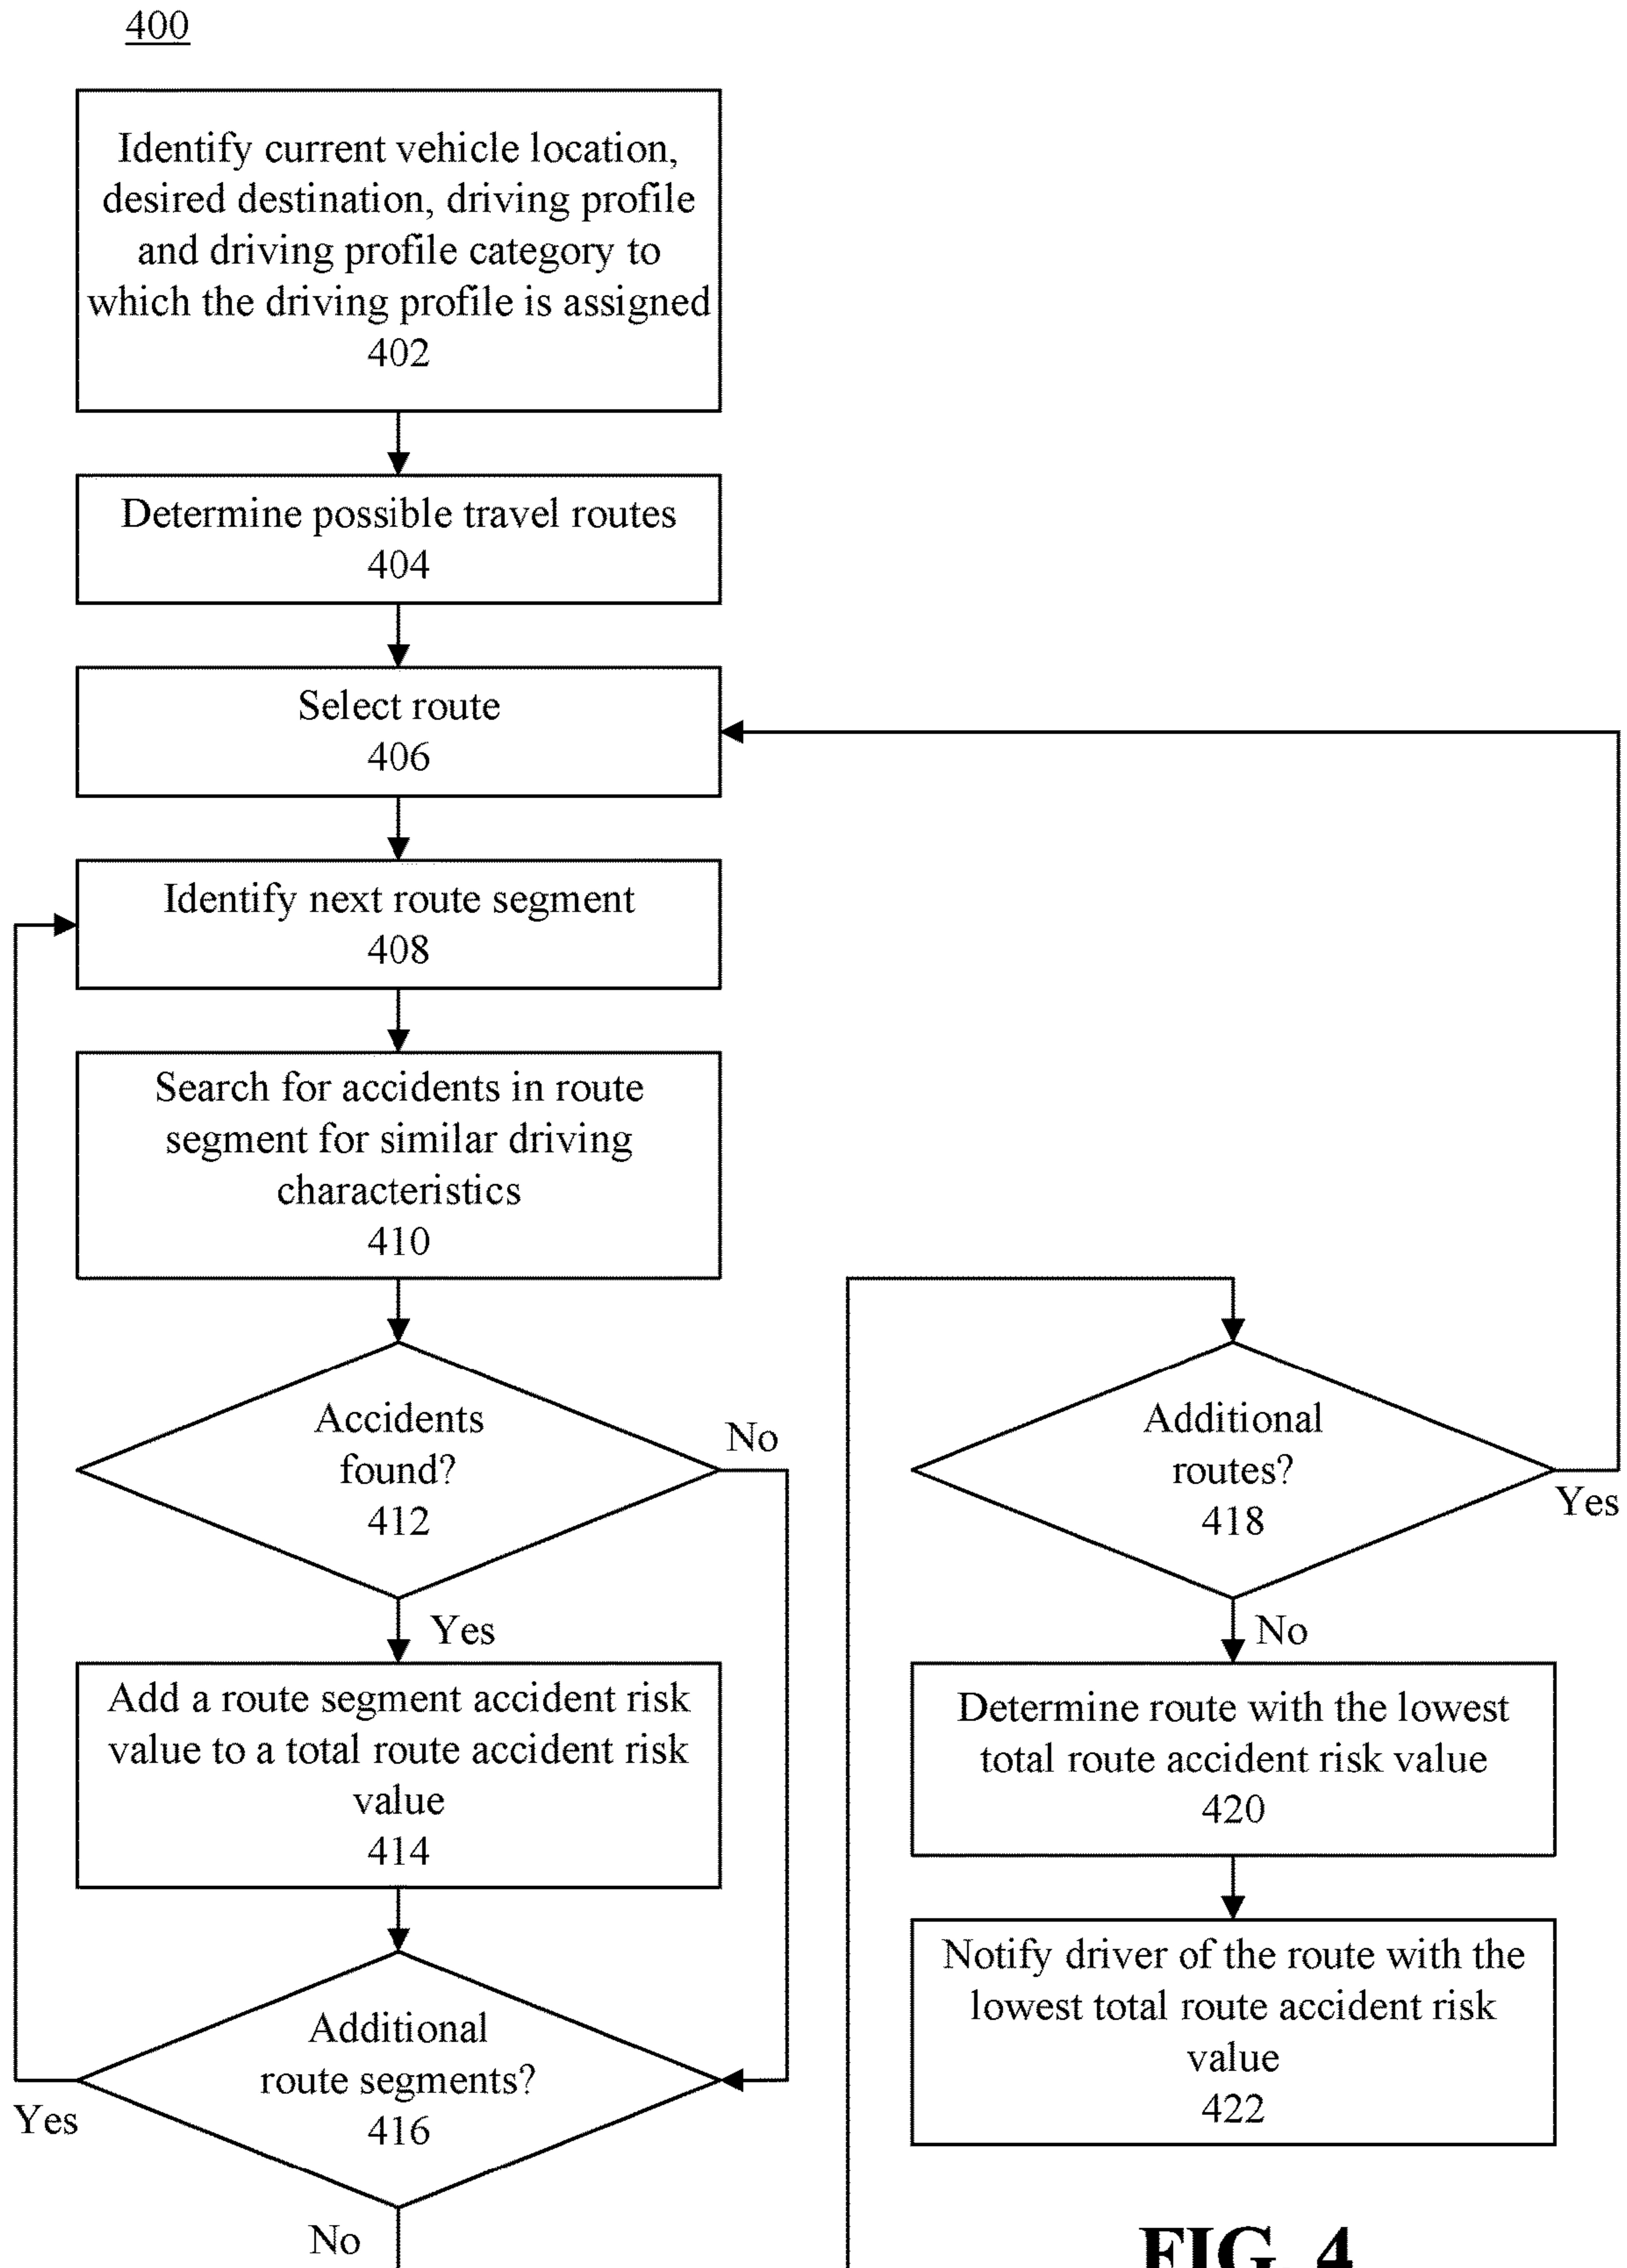 400
Identify current vehicle location,
desired destination, driving profile
and driving profile category to
which the driving profile is assigned
402
Determine possible travel routes
404
Select route
406
Identify next route segment
408
Search for accidents in route
segment for similar driving
characteristics
410
Accidents
found?
412
No
Yes
Add a route segment accident risk
value to a total route accident risk
value
414
Additional
route segments?
416
Yes
No
Additional
routes?
418
Yes
No
Determine route with the lowest
total route accident risk value
420
Notify driver of the route with the
lowest total route accident risk
value
422
FIG. 4